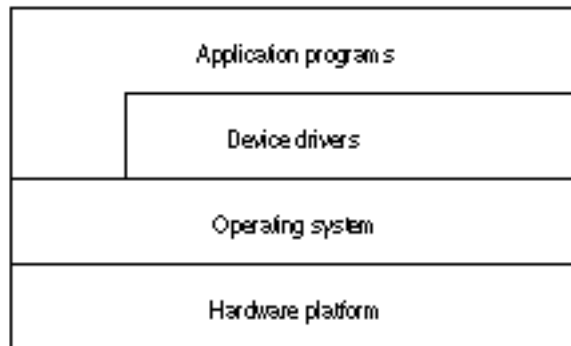 Application programs
Device drivers
Operating system
Hardware platform